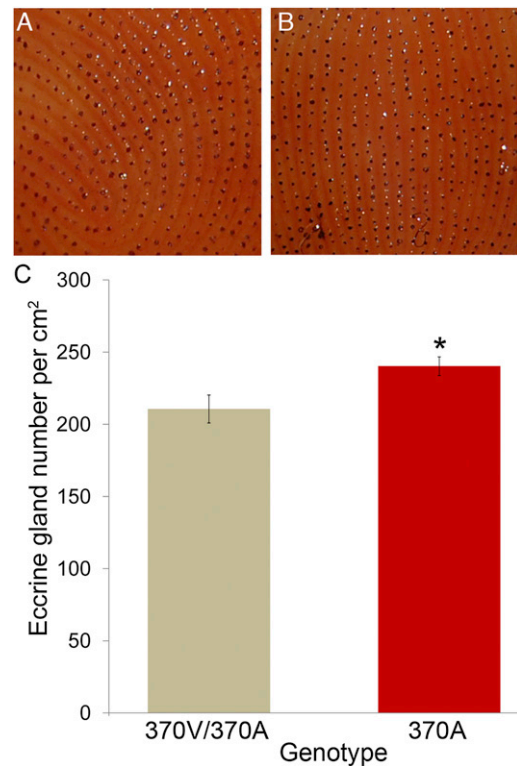 A
B
C
Eccrine gland number per cm²
300
250
200
150
100
50
0
*
370V/370A
370A
Genotype